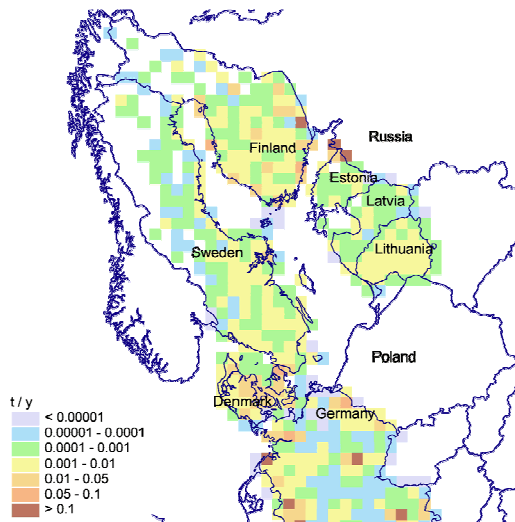 Russia
Finland
Estonia
Latvia
Lithuania
Sweden
Poland
Denmark
Germany
t / y
< 0.00001
0.00001 - 0.0001
0.0001 - 0.001
0.001 - 0.01
0.01 - 0.05
0.05 - 0.1
> 0.1